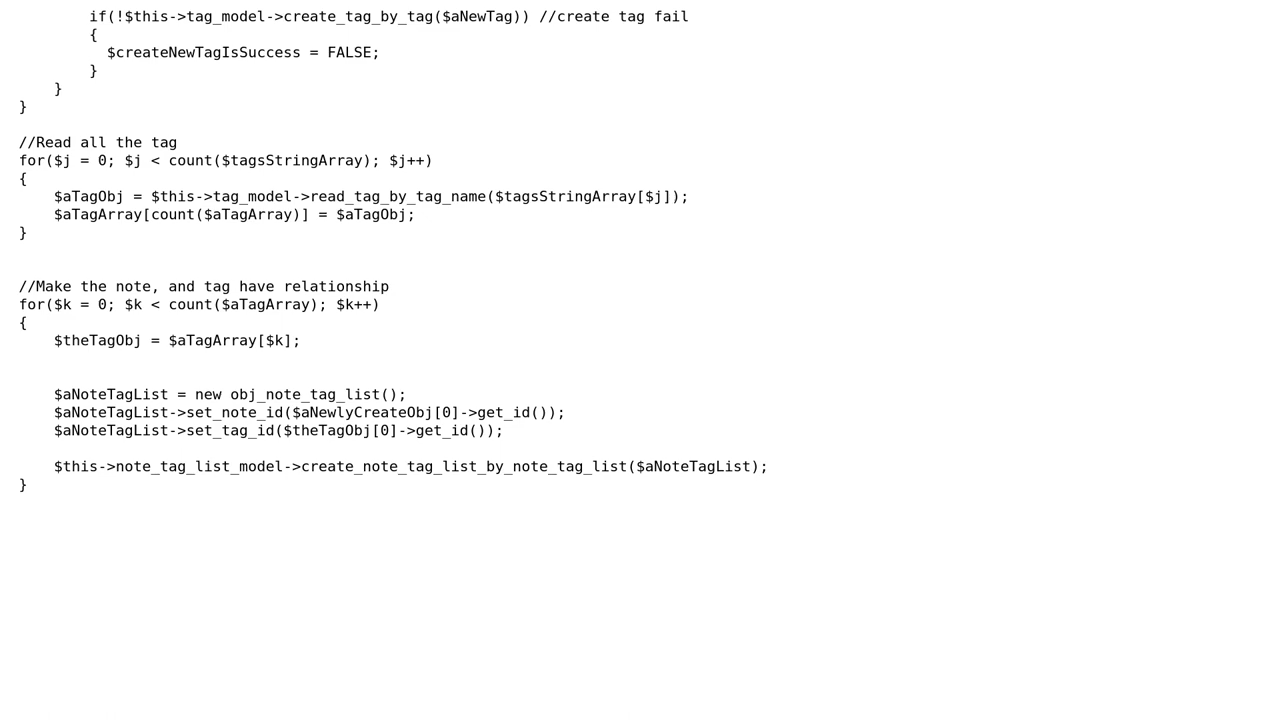 if(!$this->tag_model->create_tag_by_tag($aNewTag)) //create tag fail
        {
          $createNewTagIsSuccess = FALSE;
        }
    }
}

//Read all the tag
for($j = 0; $j < count($tagsStringArray); $j++)
{
    $aTagObj = $this->tag_model->read_tag_by_tag_name($tagsStringArray[$j]);
    $aTagArray[count($aTagArray)] = $aTagObj;
}


//Make the note, and tag have relationship
for($k = 0; $k < count($aTagArray); $k++)
{
    $theTagObj = $aTagArray[$k];


    $aNoteTagList = new obj_note_tag_list();
    $aNoteTagList->set_note_id($aNewlyCreateObj[0]->get_id());
    $aNoteTagList->set_tag_id($theTagObj[0]->get_id());

    $this->note_tag_list_model->create_note_tag_list_by_note_tag_list($aNoteTagList);
}